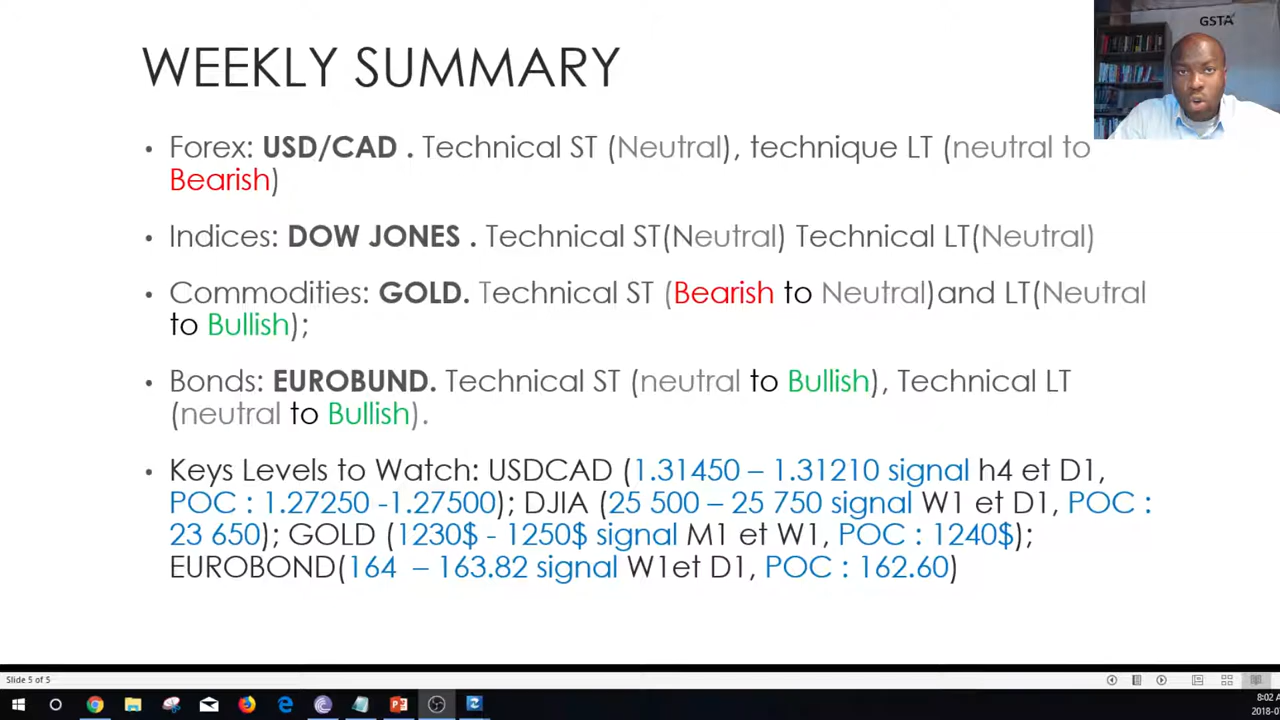 GSTA
WEEKLY SUMMARY
• Forex: USD/CAD . Technical ST (Neutral), technique LT (neutral to
Bearish)
• Indices: DOW JONES . Technical ST(Neutral) Technical LT(Neutral)
• Commodities: GOLD. Technical ST (Bearish to Neutral)and LT(Neutral
to Bullish);
• Bonds: EUROBUND. Technical ST (neutral to Bullish), Technical LT
(neutral to Bullish).
• Keys Levels to Watch: USDCAD (1.31450 – 1.31210 signal h4 et D1,
POC : 1.27250 -1.27500); DJIA (25 500 – 25 750 signal W1 et D1, POC :
23 650); GOLD (1230$ - 1250$ signal M1 et W1, POC : 1240$);
EUROBOND(164 – 163.82 signal W1et D1, POC : 162.60)
Slide 5 of 5
8:02
2018-0